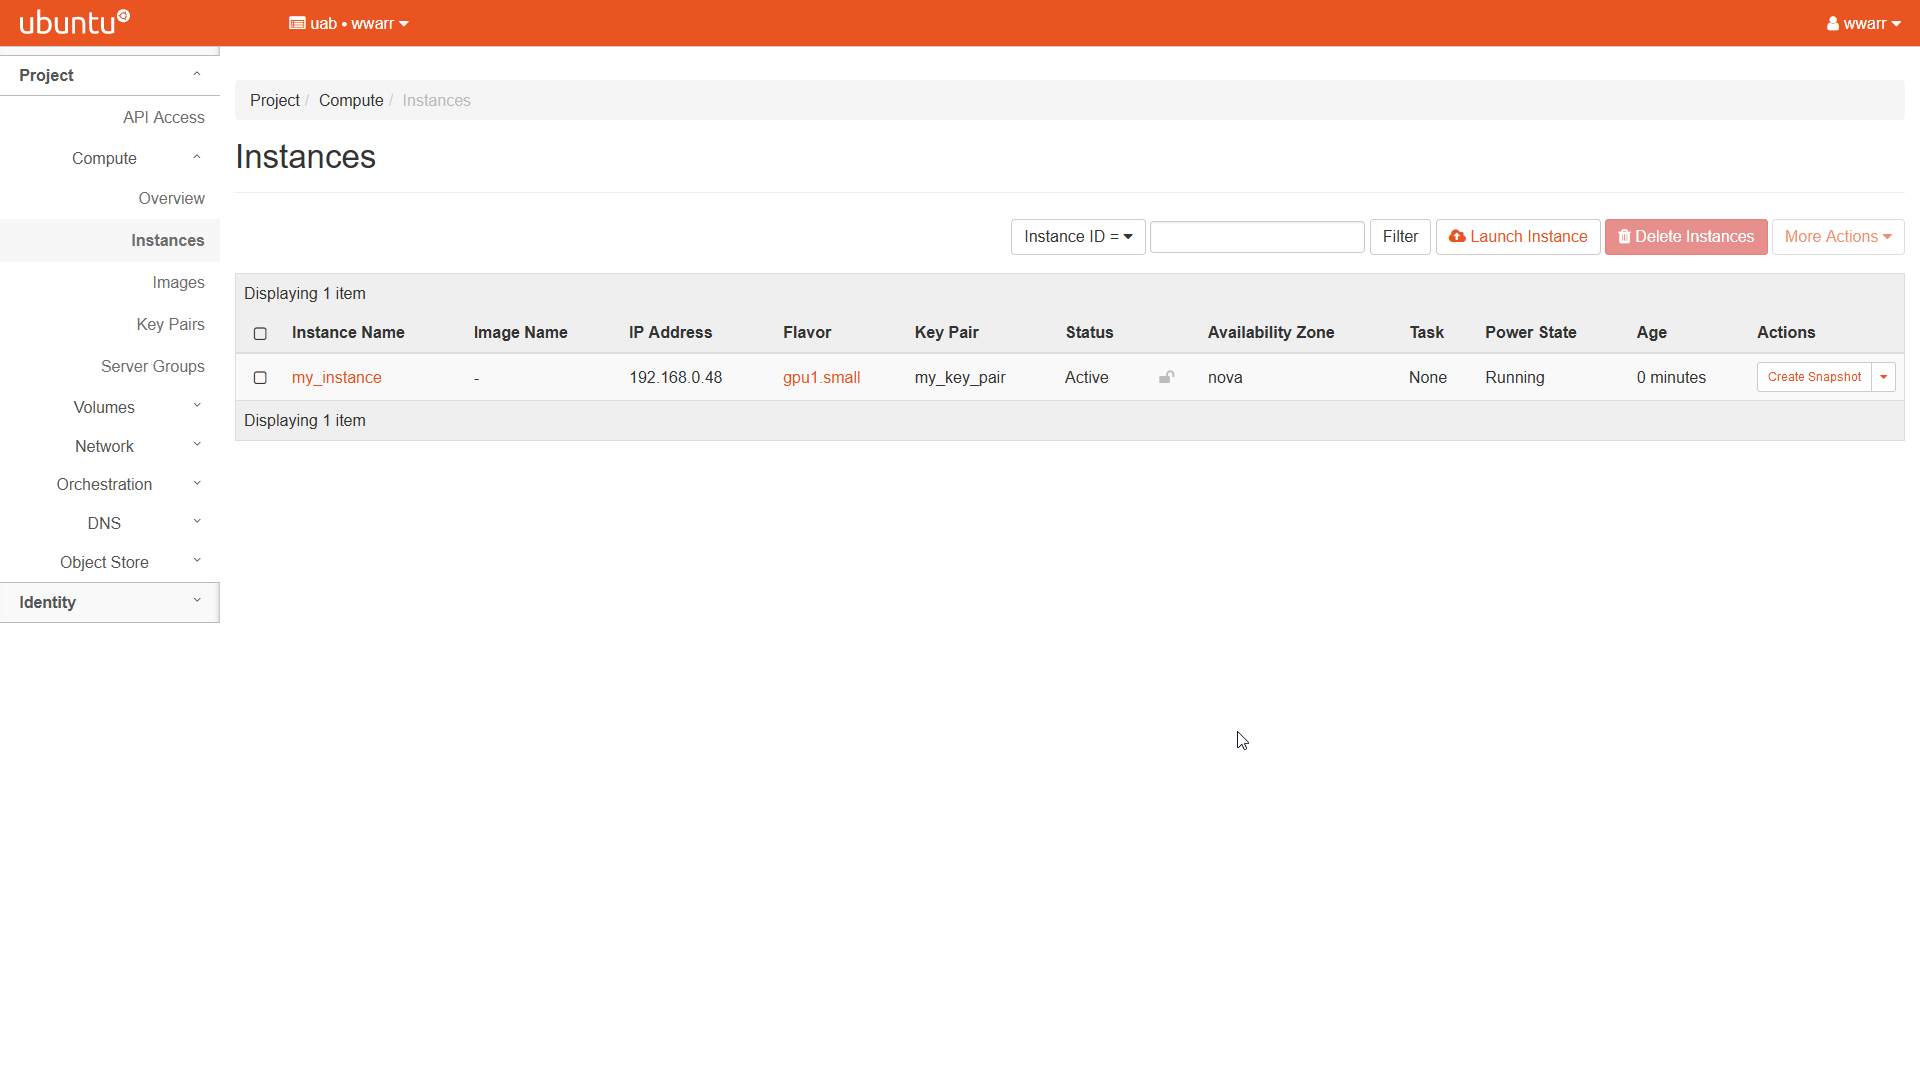 ubuntu
uab • wwarr
wwarr
Project
API Access
Compute
Overview
Instances
Images
Key Pairs
Server Groups
Volumes
Network
Orchestration
DNS
Object Store
Identity
Project / Compute / Instances
Instances
Instance ID = Filter Launch Instance Delete Instances More Actions
Displaying 1 item
Instance Name Image Name IP Address Flavor Key Pair Status Availability Zone Task Power State Age Actions
my_instance - 192.168.0.48 gpu1.small my_key_pair Active nova None Running 0 minutes Create Snapshot
Displaying 1 item